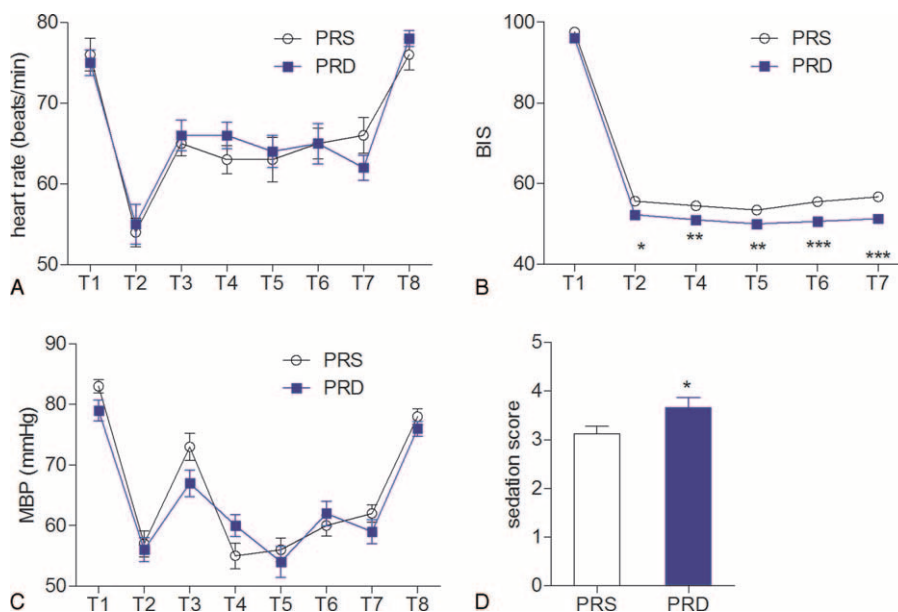 80
70
60
50
heart rate (beats/min)
PRS
PRD
T1 T2 T3 T4 T5 T6 T7 T8
A
100
80
60
40
BIS
PRS
PRD
* ** ** *** ***
T1 T2 T4 T5 T6 T7
B
90
80
70
60
50
MBP (mmHg)
PRS
PRD
T1 T2 T3 T4 T5 T6 T7 T8
C
5
4
3
2
1
0
sedation score
*
PRS PRD
D